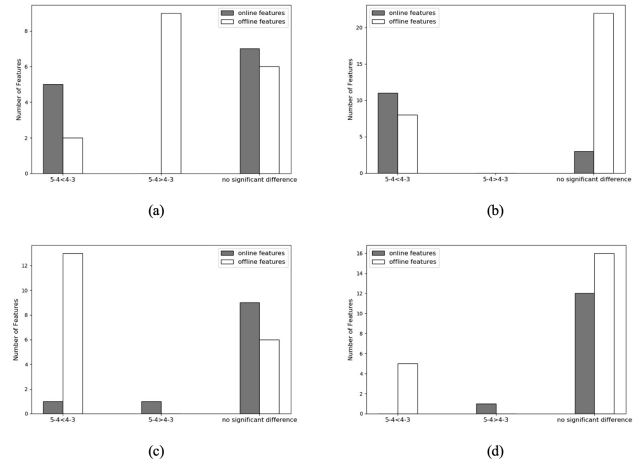 online features
offline features
Number of Features
8
6
4
2
0
5-4<4-3
5-4>4-3
no significant difference
(a)
online features
offline features
Number of Features
20
15
10
5
0
5-4<4-3
5-4>4-3
no significant difference
(b)
online features
offline features
Number of Features
12
10
8
6
4
2
0
5-4<4-3
5-4>4-3
no significant difference
(c)
online features
offline features
Number of Features
16
14
12
10
8
6
4
2
0
5-4<4-3
5-4>4-3
no significant difference
(d)